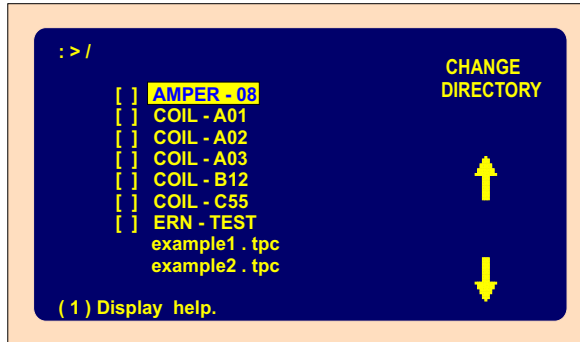 : > /
CHANGE
DIRECTORY
[ ] AMPER - 08
[ ] COIL - A01
[ ] COIL - A02
[ ] COIL - A03
[ ] COIL - B12
[ ] COIL - C55
[ ] ERN - TEST
example1 . tpc
example2 . tpc
( 1 ) Display help.